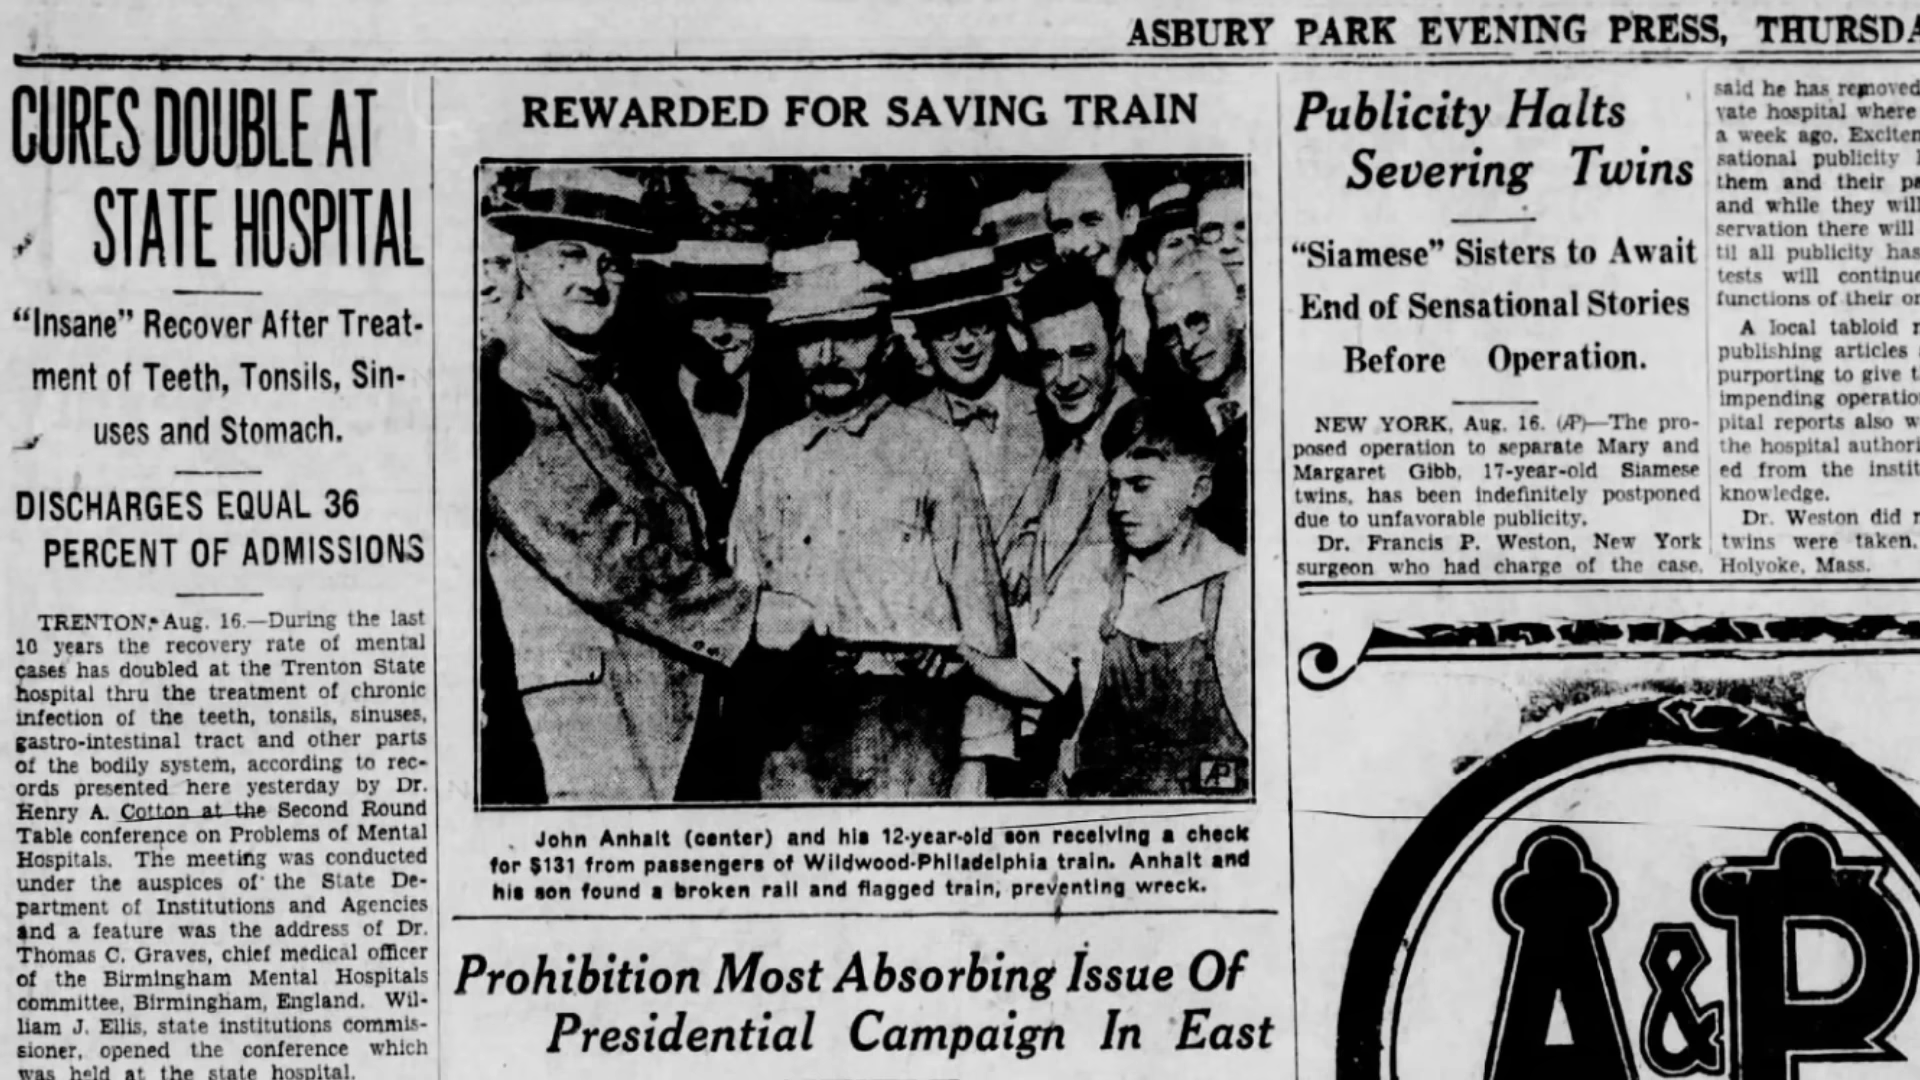 ASBURY PARK EVENING PRESS, THURSDA
CURES DOUBLE AT
STATE HOSPITAL
"Insane" Recover After Treat-
ment of Teeth, Tonsils, Sin-
uses and Stomach.
DISCHARGES EQUAL 36
PERCENT OF ADMISSIONS
TRENTON, Aug. 16.—During the last
10 years the recovery rate of mental
cases has doubled at the Trenton State
hospital thru the treatment of chronic
infection of the teeth, tonsils, sinuses,
gastro-intestinal tract and other parts
of the bodily system, according to rec-
ords presented here yesterday by Dr.
Henry A. Cotton at the Second Round
Table conference on Problems of Mental
Hospitals. The meeting was conducted
under the auspices of the State De-
partment of Institutions and Agencies
and a feature was the address of Dr.
Thomas C. Graves, chief medical officer
of the Birmingham Mental Hospitals
committee, Birmingham, England. Wil-
liam J. Ellis, state institutions commis-
sioner, opened the conference which
was held at the state hospital.
REWARDED FOR SAVING TRAIN
AP
John Anhalt (center) and his 12-year-old son receiving a check
for $131 from passengers of Wildwood-Philadelphia train. Anhalt and
his son found a broken rail and flagged train, preventing wreck.
Prohibition Most Absorbing Issue Of
Presidential Campaign In East
Publicity Halts
Severing Twins
"Siamese" Sisters to Await
End of Sensational Stories
Before Operation.
NEW YORK, Aug. 16. (AP)—The pro-
posed operation to separate Mary and
Margaret Gibb, 17-year-old Siamese
twins, has been indefinitely postponed
due to unfavorable publicity.
Dr. Francis P. Weston, New York
surgeon who had charge of the case,
said he has removed
vate hospital where
a week ago. Excitem
sational publicity
them and their pa
and while they will
servation there will
til all publicity has
tests will continue
functions of their or
A local tabloid
publishing articles
purporting to give t
impending operation
pital reports also w
the hospital authori
ed from the instit
knowledge.
Dr. Weston did
twins were taken.
Holyoke, Mass.
A&P